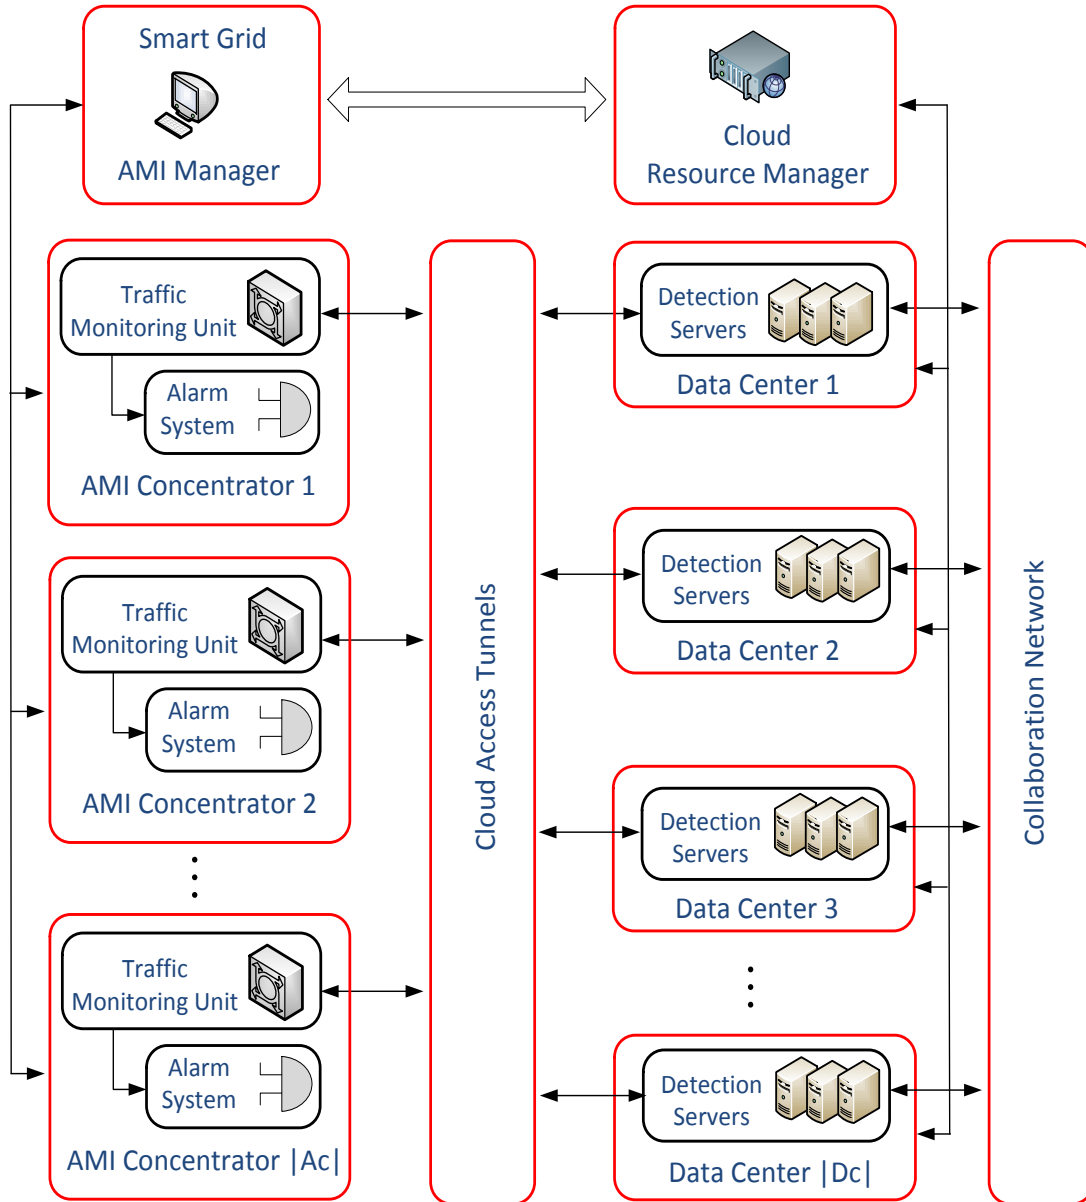 Smart Grid
AMI Manager
Cloud
Resource Manager
Traffic
Monitoring Unit
Alarm
System
AMI Concentrator 1
Traffic
Monitoring Unit
Alarm
System
AMI Concentrator 2
Traffic
Monitoring Unit
Alarm
System
AMI Concentrator |Ac|
Cloud Access Tunnels
Detection
Servers
Data Center 1
Detection
Servers
Data Center 2
Detection
Servers
Data Center 3
Detection
Servers
Data Center |Dc|
Collaboration Network